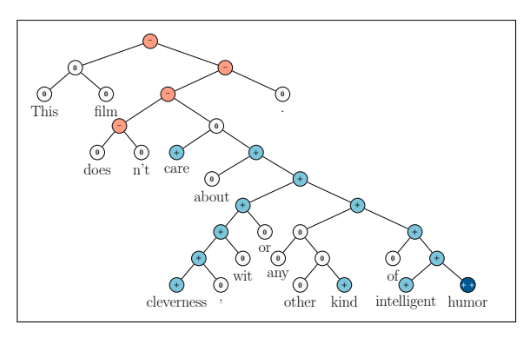 −
0 −
0 0 − 0
This film .
− 0
0 0 + +
does n't care
0 +
about
+ +
+ 0 0 +
or
+ 0 0 0 0 +
wit any of
+ 0 0 + + ++
cleverness , other kind intelligent humor